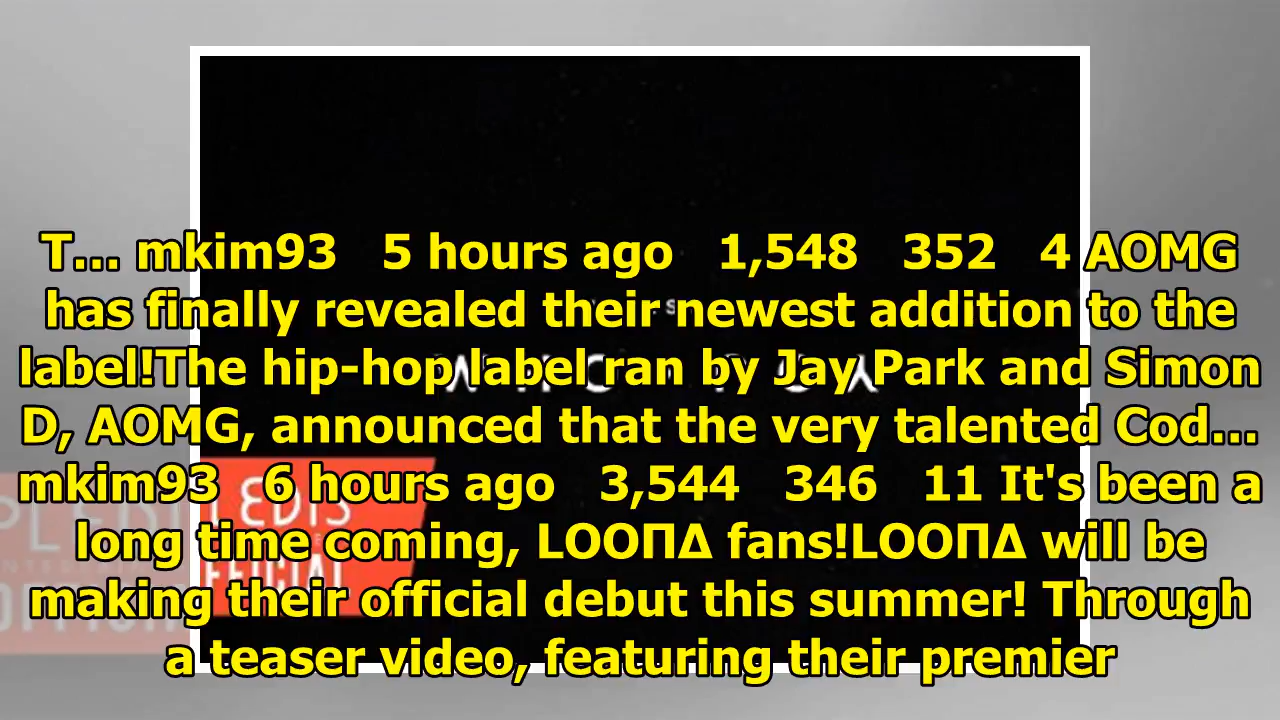 T... mkim93 5 hours ago 1,548 352 4 AOMG
has finally revealed their newest addition to the
label!The hip-hop label ran by Jay Park and Simon
D, AOMG, announced that the very talented Cod...
mkim93 6 hours ago 3,544 346 11 It's been a
long time coming, LOOΠΔ fans!LOOΠΔ will be
making their official debut this summer! Through
a teaser video, featuring their premier